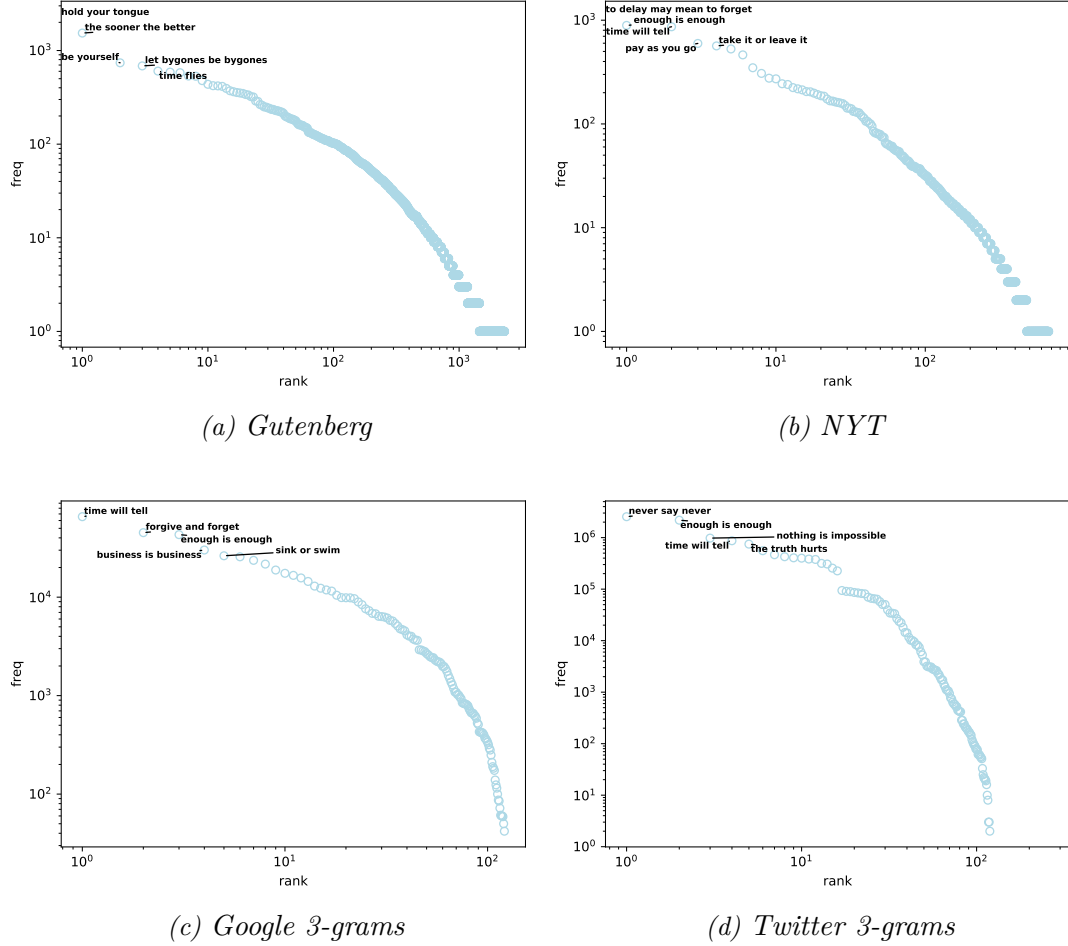 hold your tongue
the sooner the better
be yourself
let bygones be bygones
time flies
10^3
10^2
10^1
10^0
freq
10^0
10^1
10^2
10^3
rank
(a) Gutenberg
to delay may mean to forget
enough is enough
time will tell
take it or leave it
pay as you go
10^3
10^2
10^1
10^0
freq
10^0
10^1
10^2
rank
(b) NYT
time will tell
forgive and forget
enough is enough
business is business
sink or swim
10^4
10^3
10^2
freq
10^0
10^1
10^2
rank
(c) Google 3-grams
never say never
enough is enough
nothing is impossible
time will tell
the truth hurts
10^6
10^5
10^4
10^3
10^2
10^1
10^0
freq
10^0
10^1
10^2
rank
(d) Twitter 3-grams